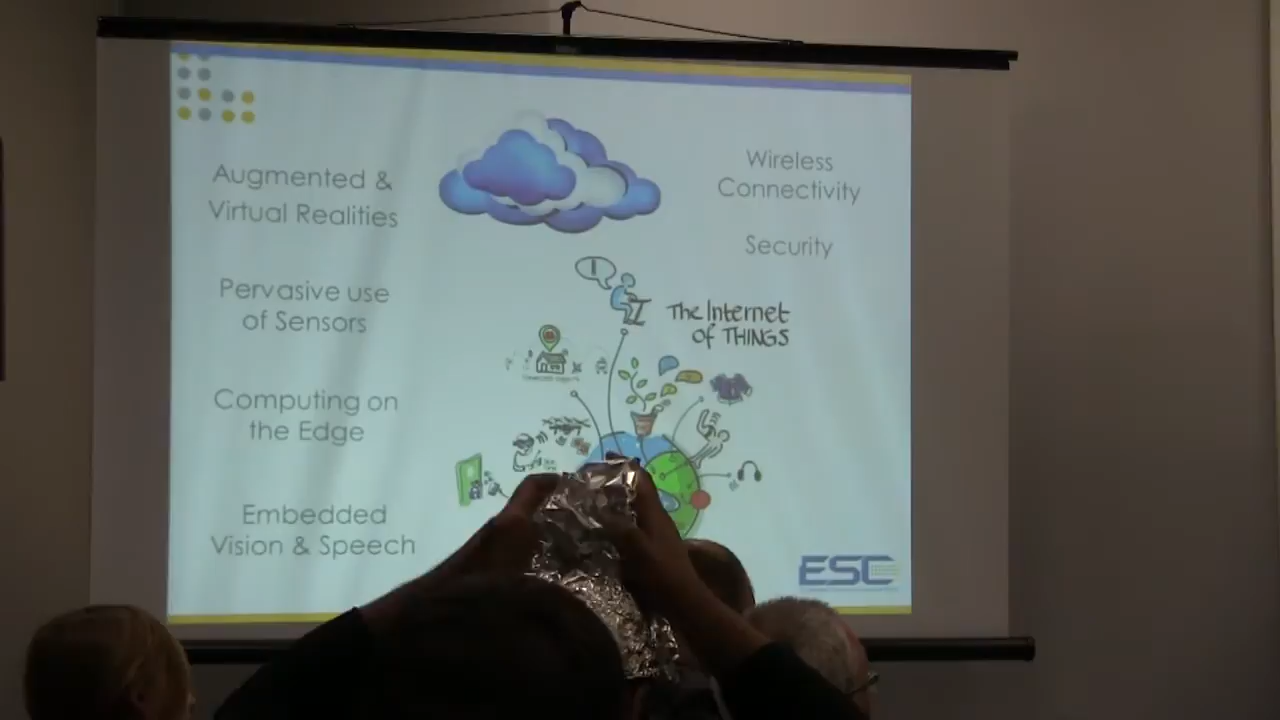 Augmented &
Virtual Realities
Pervasive use
of Sensors
Computing on
the Edge
Embedded
Vision & Speech
Wireless
Connectivity
Security
The Internet
of THINGS
ESC